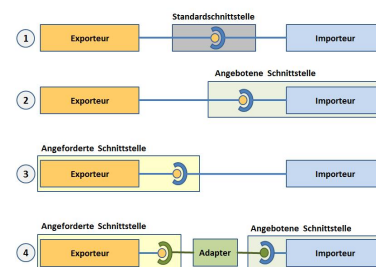 Standardschnittstelle
1 Exporteur Importeur
Angebotene Schnittstelle
2 Exporteur Importeur
Angeforderte Schnittstelle
3 Exporteur Importeur
Angeforderte Schnittstelle Angebotene Schnittstelle
4 Exporteur Adapter Importeur